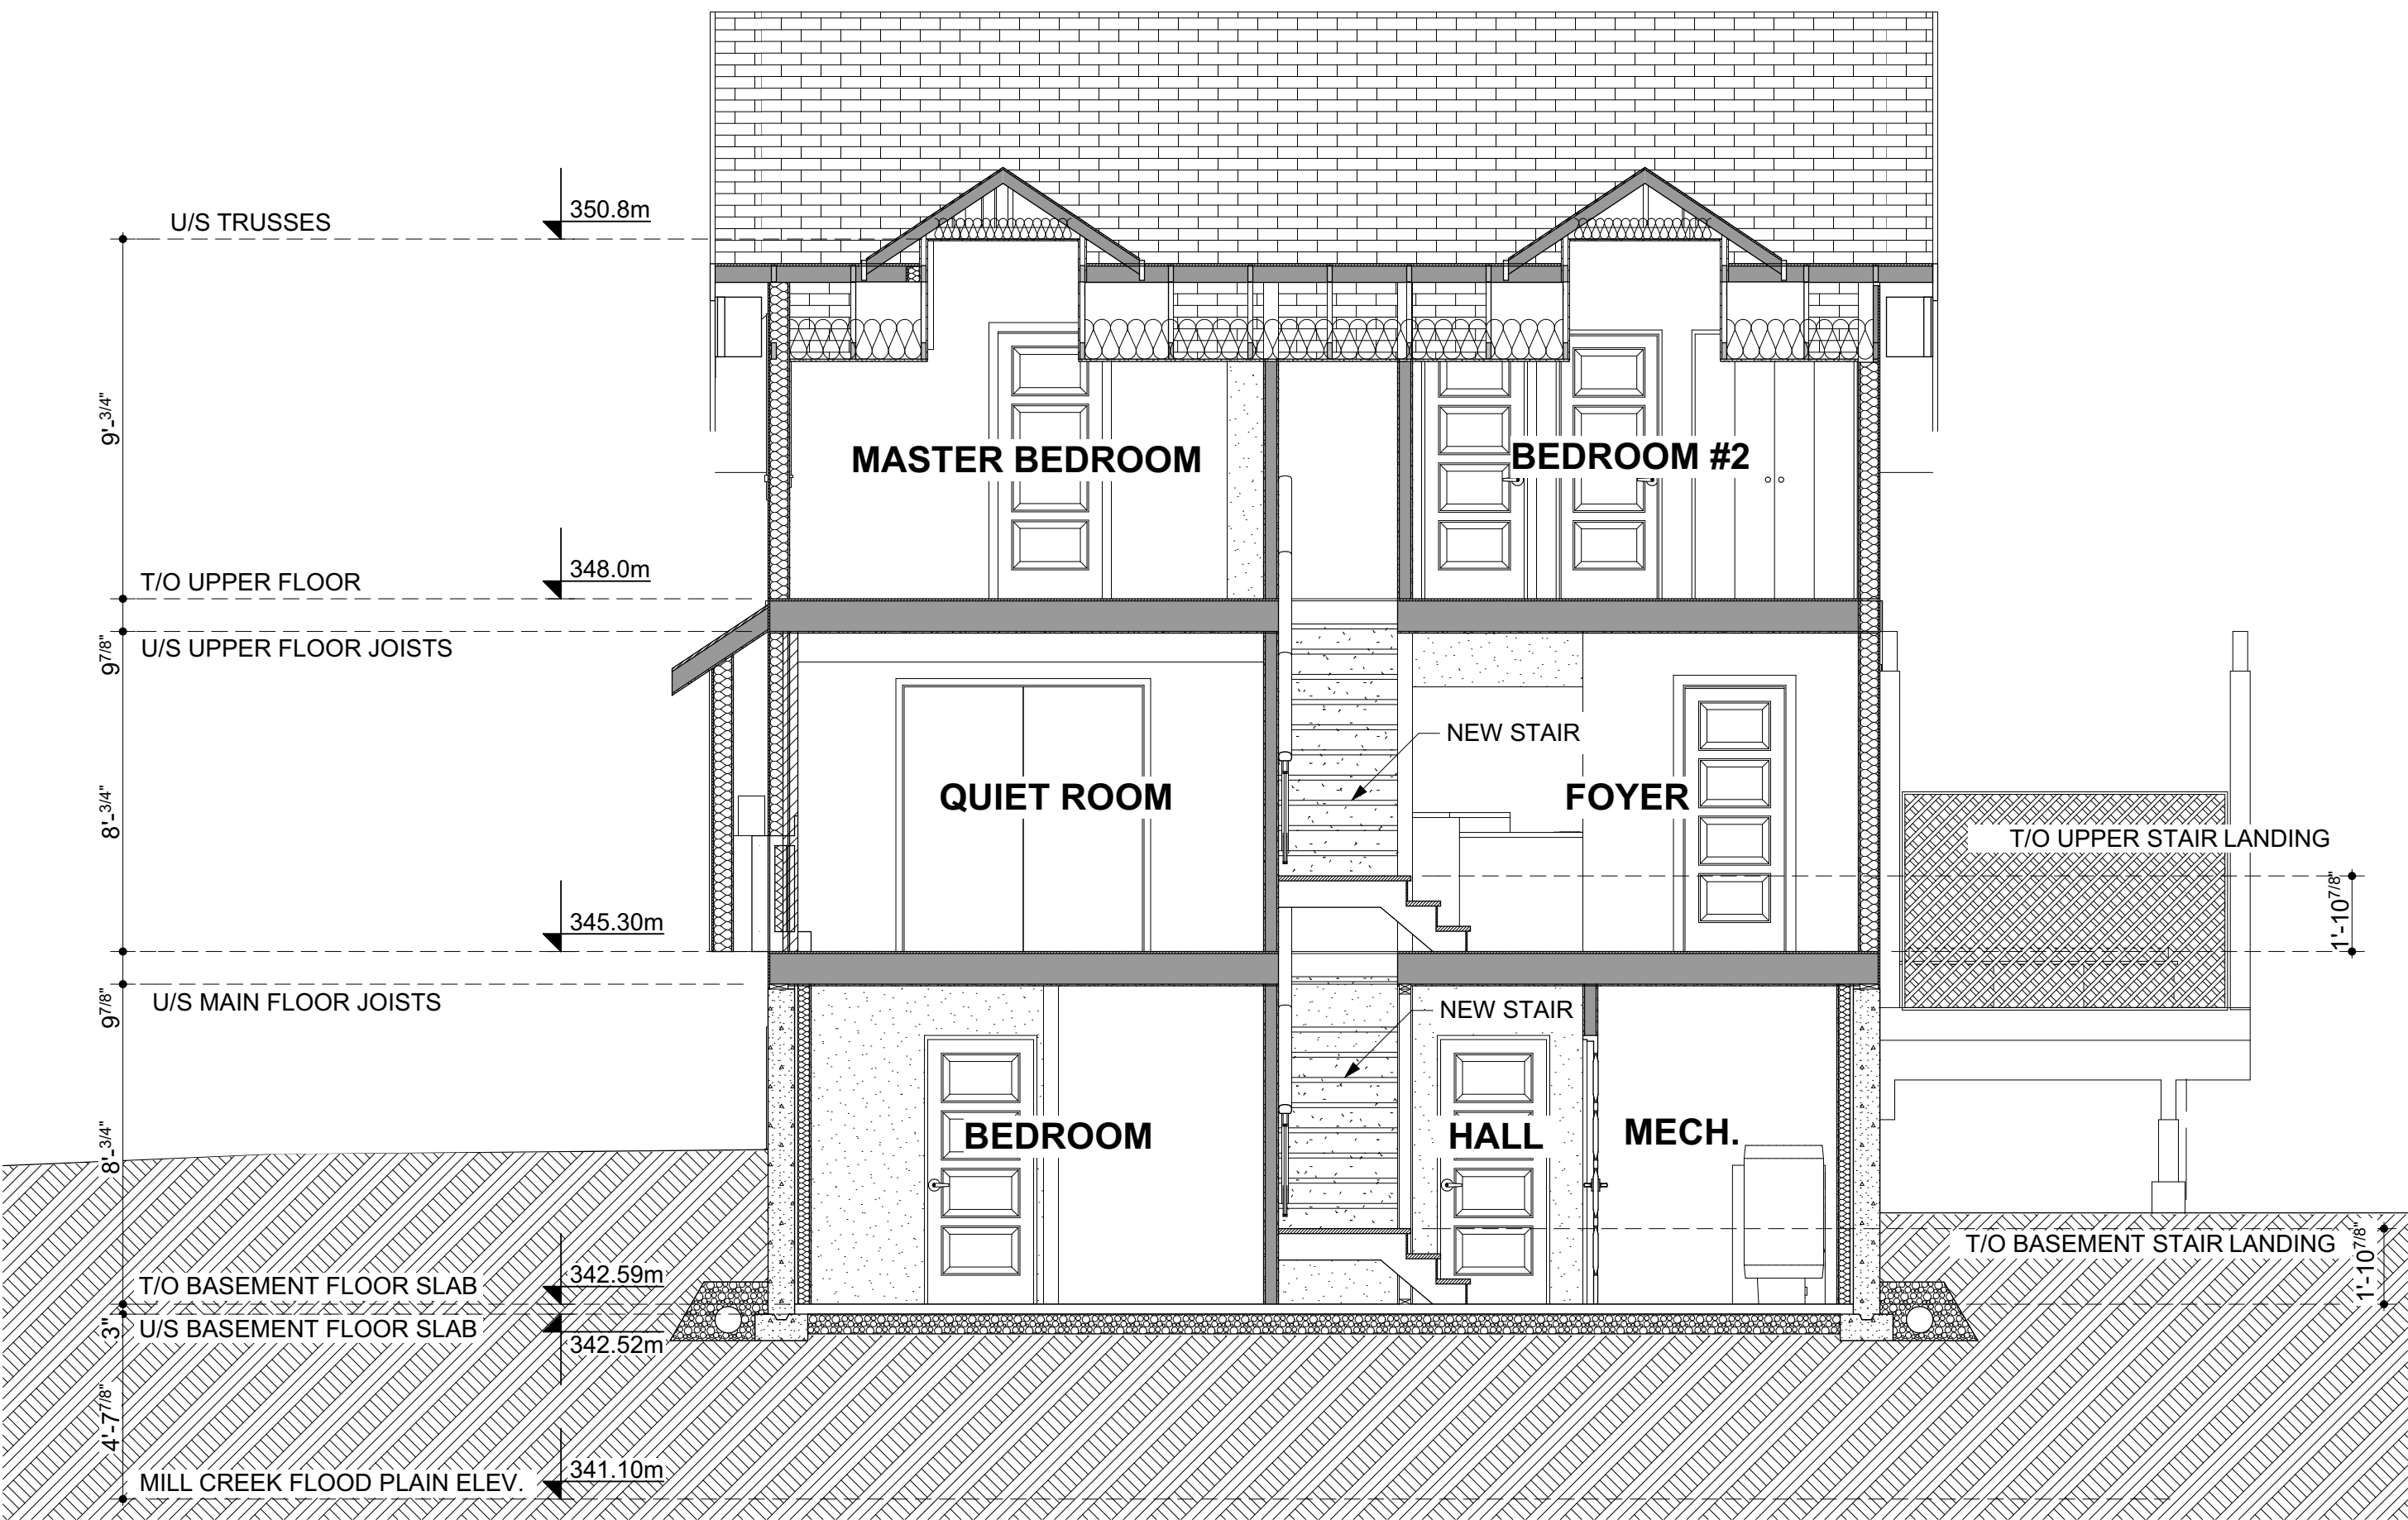 U/S TRUSSES
350.8m
9'-3/4"
MASTER BEDROOM
BEDROOM #2
T/O UPPER FLOOR
348.0m
U/S UPPER FLOOR JOISTS
9 7/8"
NEW STAIR
QUIET ROOM
FOYER
8'-3/4"
T/O UPPER STAIR LANDING
1'-10 7/8"
345.30m
U/S MAIN FLOOR JOISTS
9 7/8"
NEW STAIR
BEDROOM
HALL
MECH.
8'-3/4"
T/O BASEMENT STAIR LANDING
1'-10 7/8"
T/O BASEMENT FLOOR SLAB
342.59m
3"
U/S BASEMENT FLOOR SLAB
342.52m
4'-7 7/8"
MILL CREEK FLOOD PLAIN ELEV.
341.10m